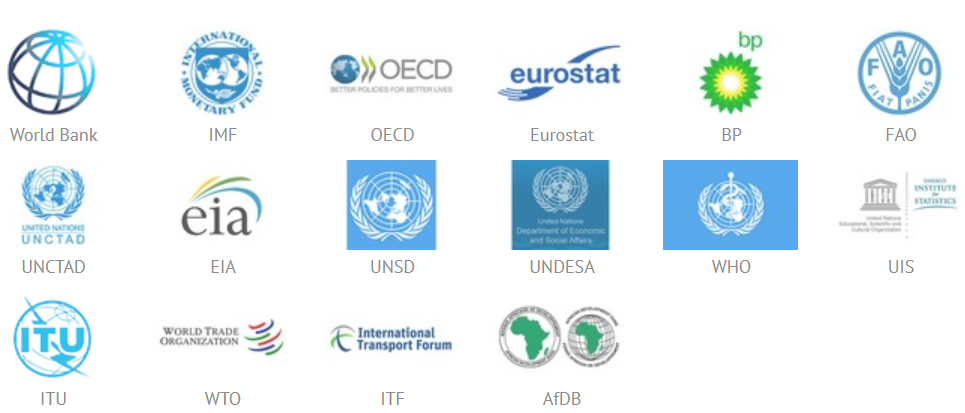 INTERNATIONAL
MONETARY FUND
OECD
BETTER POLICIES FOR BETTER LIVES
eurostat
bp
F A O
FIAT PANIS
World Bank
IMF
OECD
Eurostat
BP
FAO
UNITED NATIONS
UNCTAD
eia
United Nations
Department of Economic
and Social Affairs
United Nations
Educational, Scientific and
Cultural Organization
UNESCO
INSTITUTE
for
STATISTICS
UNCTAD
EIA
UNSD
UNDESA
WHO
UIS
ITU
WORLD TRADE
ORGANIZATION
International
Transport Forum
ITU
WTO
ITF
AfDB